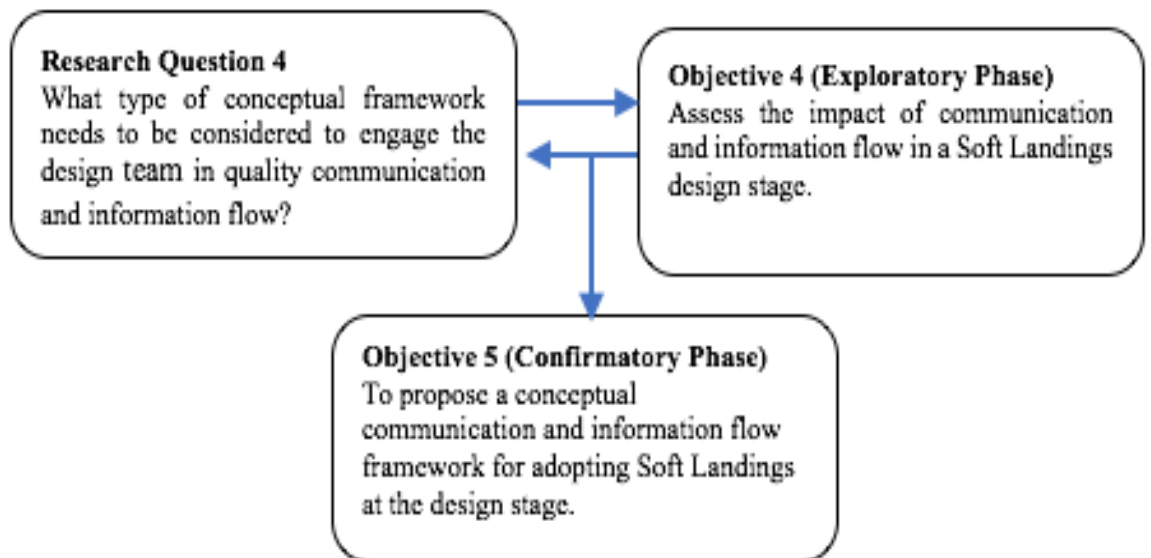 Research Question 4
What type of conceptual framework
needs to be considered to engage the
design team in quality communication
and information flow?
Objective 4 (Exploratory Phase)
Assess the impact of communication
and information flow in a Soft Landings
design stage.
Objective 5 (Confirmatory Phase)
To propose a conceptual
communication and information flow
framework for adopting Soft Landings
at the design stage.